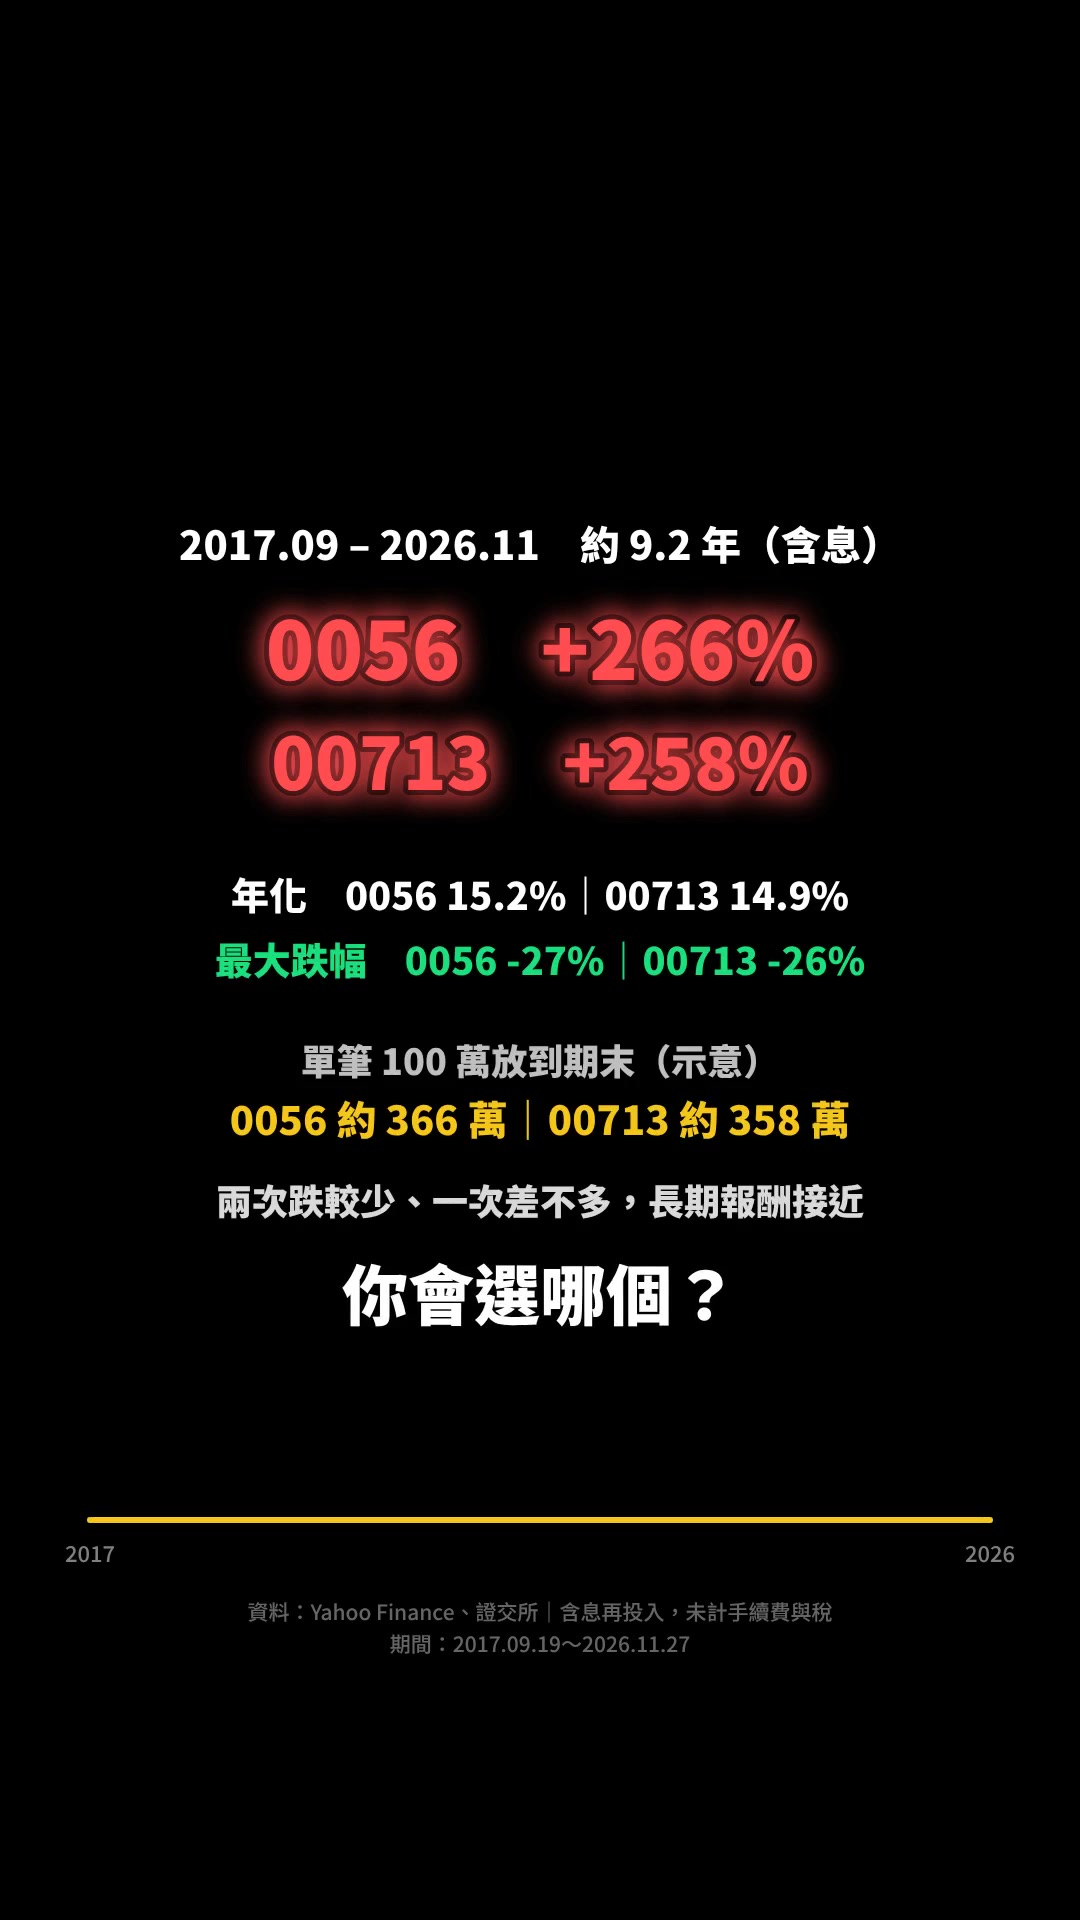 2017.09 – 2026.11　約 9.2 年（含息）
0056　+266%
00713　+258%
年化　0056 15.2%｜00713 14.9%
最大跌幅　0056 -27%｜00713 -26%
單筆 100 萬放到期末（示意）
0056 約 366 萬｜00713 約 358 萬
兩次跌較少、一次差不多，長期報酬接近
你會選哪個？
2017
2026
資料：Yahoo Finance、證交所｜含息再投入，未計手續費與稅
期間：2017.09.19～2026.11.27